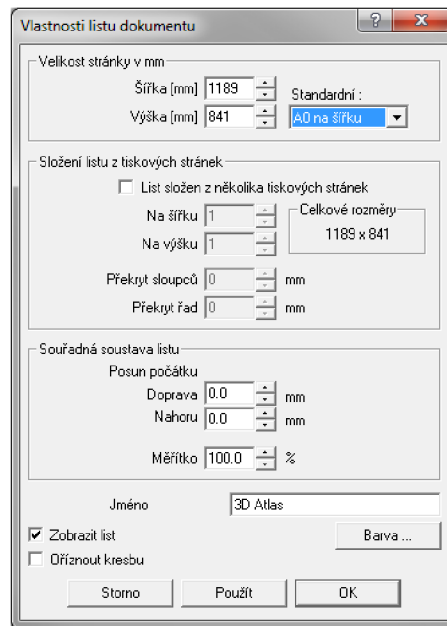 Vlastnosti listu dokumentu
Velikost stránky v mm
Šířka [mm] 1189
Standardní :
Výška [mm] 841
A0 na šířku
Složení listu z tiskových stránek
List složen z několika tiskových stránek
Na šířku 1
Celkové rozměry
Na výšku 1
1189 x 841
Překryt sloupců 0 mm
Překryt řad 0 mm
Souřadná soustava listu
Posun počátku
Doprava 0.0 mm
Nahoru 0.0 mm
Měřítko 100.0 %
Jméno 3D Atlas
Zobrazit list
Barva ...
Oříznout kresbu
Storno Použít OK